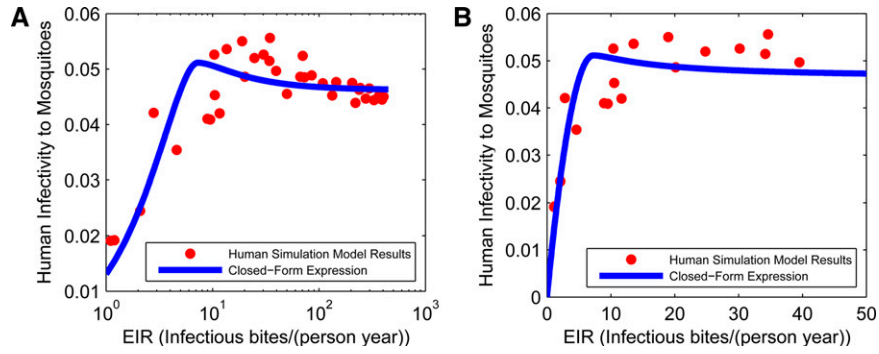 A
Human Infectivity to Mosquitoes
0.06
0.05
0.04
0.03
0.02
0.01
10^0
10^1
10^2
10^3
EIR (Infectious bites/(person year))
Human Simulation Model Results
Closed−Form Expression
B
Human Infectivity to Mosquitoes
0.06
0.05
0.04
0.03
0.02
0.01
0
0
10
20
30
40
50
EIR (Infectious bites/(person year))
Human Simulation Model Results
Closed−Form Expression